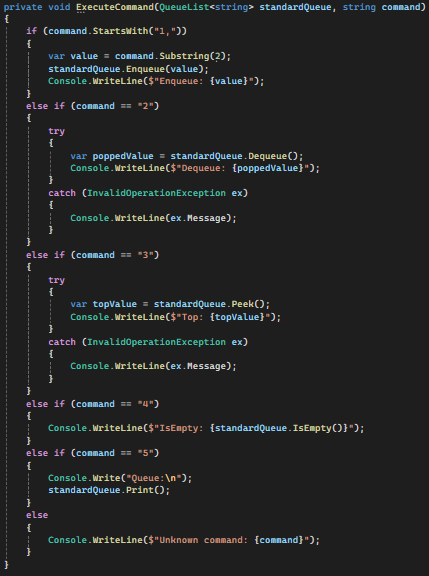 private void ExecuteCommand(QueueList<string> standardQueue, string command)
{
    if (command.StartsWith("1,"))
    {
        var value = command.Substring(2);
        standardQueue.Enqueue(value);
        Console.WriteLine($"Enqueue: {value}");
    }
    else if (command == "2")
    {
        try
        {
            var poppedValue = standardQueue.Dequeue();
            Console.WriteLine($"Dequeue: {poppedValue}");
        }
        catch (InvalidOperationException ex)
        {
            Console.WriteLine(ex.Message);
        }
    }
    else if (command == "3")
    {
        try
        {
            var topValue = standardQueue.Peek();
            Console.WriteLine($"Top: {topValue}");
        }
        catch (InvalidOperationException ex)
        {
            Console.WriteLine(ex.Message);
        }
    }
    else if (command == "4")
    {
        Console.WriteLine($"IsEmpty: {standardQueue.IsEmpty()}");
    }
    else if (command == "5")
    {
        Console.Write("Queue:\n");
        standardQueue.Print();
    }
    else
    {
        Console.WriteLine($"Unknown command: {command}");
    }
}